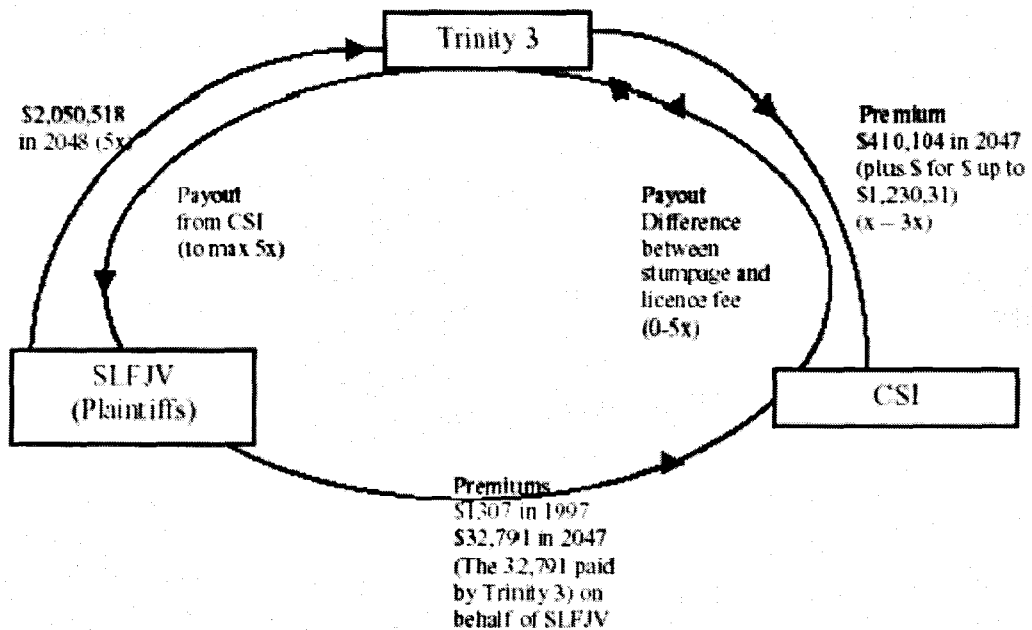 Trinity 3
$2,050,518
in 2048 (5x)
Premium
$410,104 in 2047
(plus $ for $ up to
$1,230,31)
(x – 3x)
Payout
from CSI
(to max 5x)
Payout
Difference
between
stumpage and
licence fee
(0-5x)
SLFJV
(Plaintiffs)
CSI
Premiums
$1307 in 1997
$32,791 in 2047
(The 32,791 paid
by Trinity 3) on
behalf of SLFJV